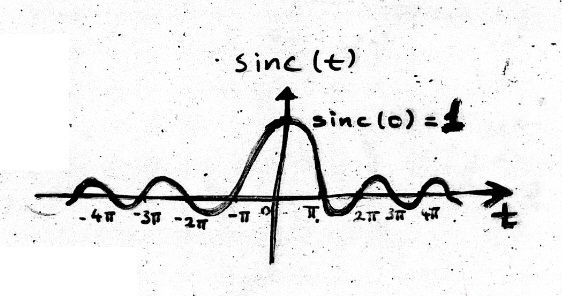 sinc (t)
sinc(0) = 1
-4π -3π -2π -π 0 π 2π 3π 4π t